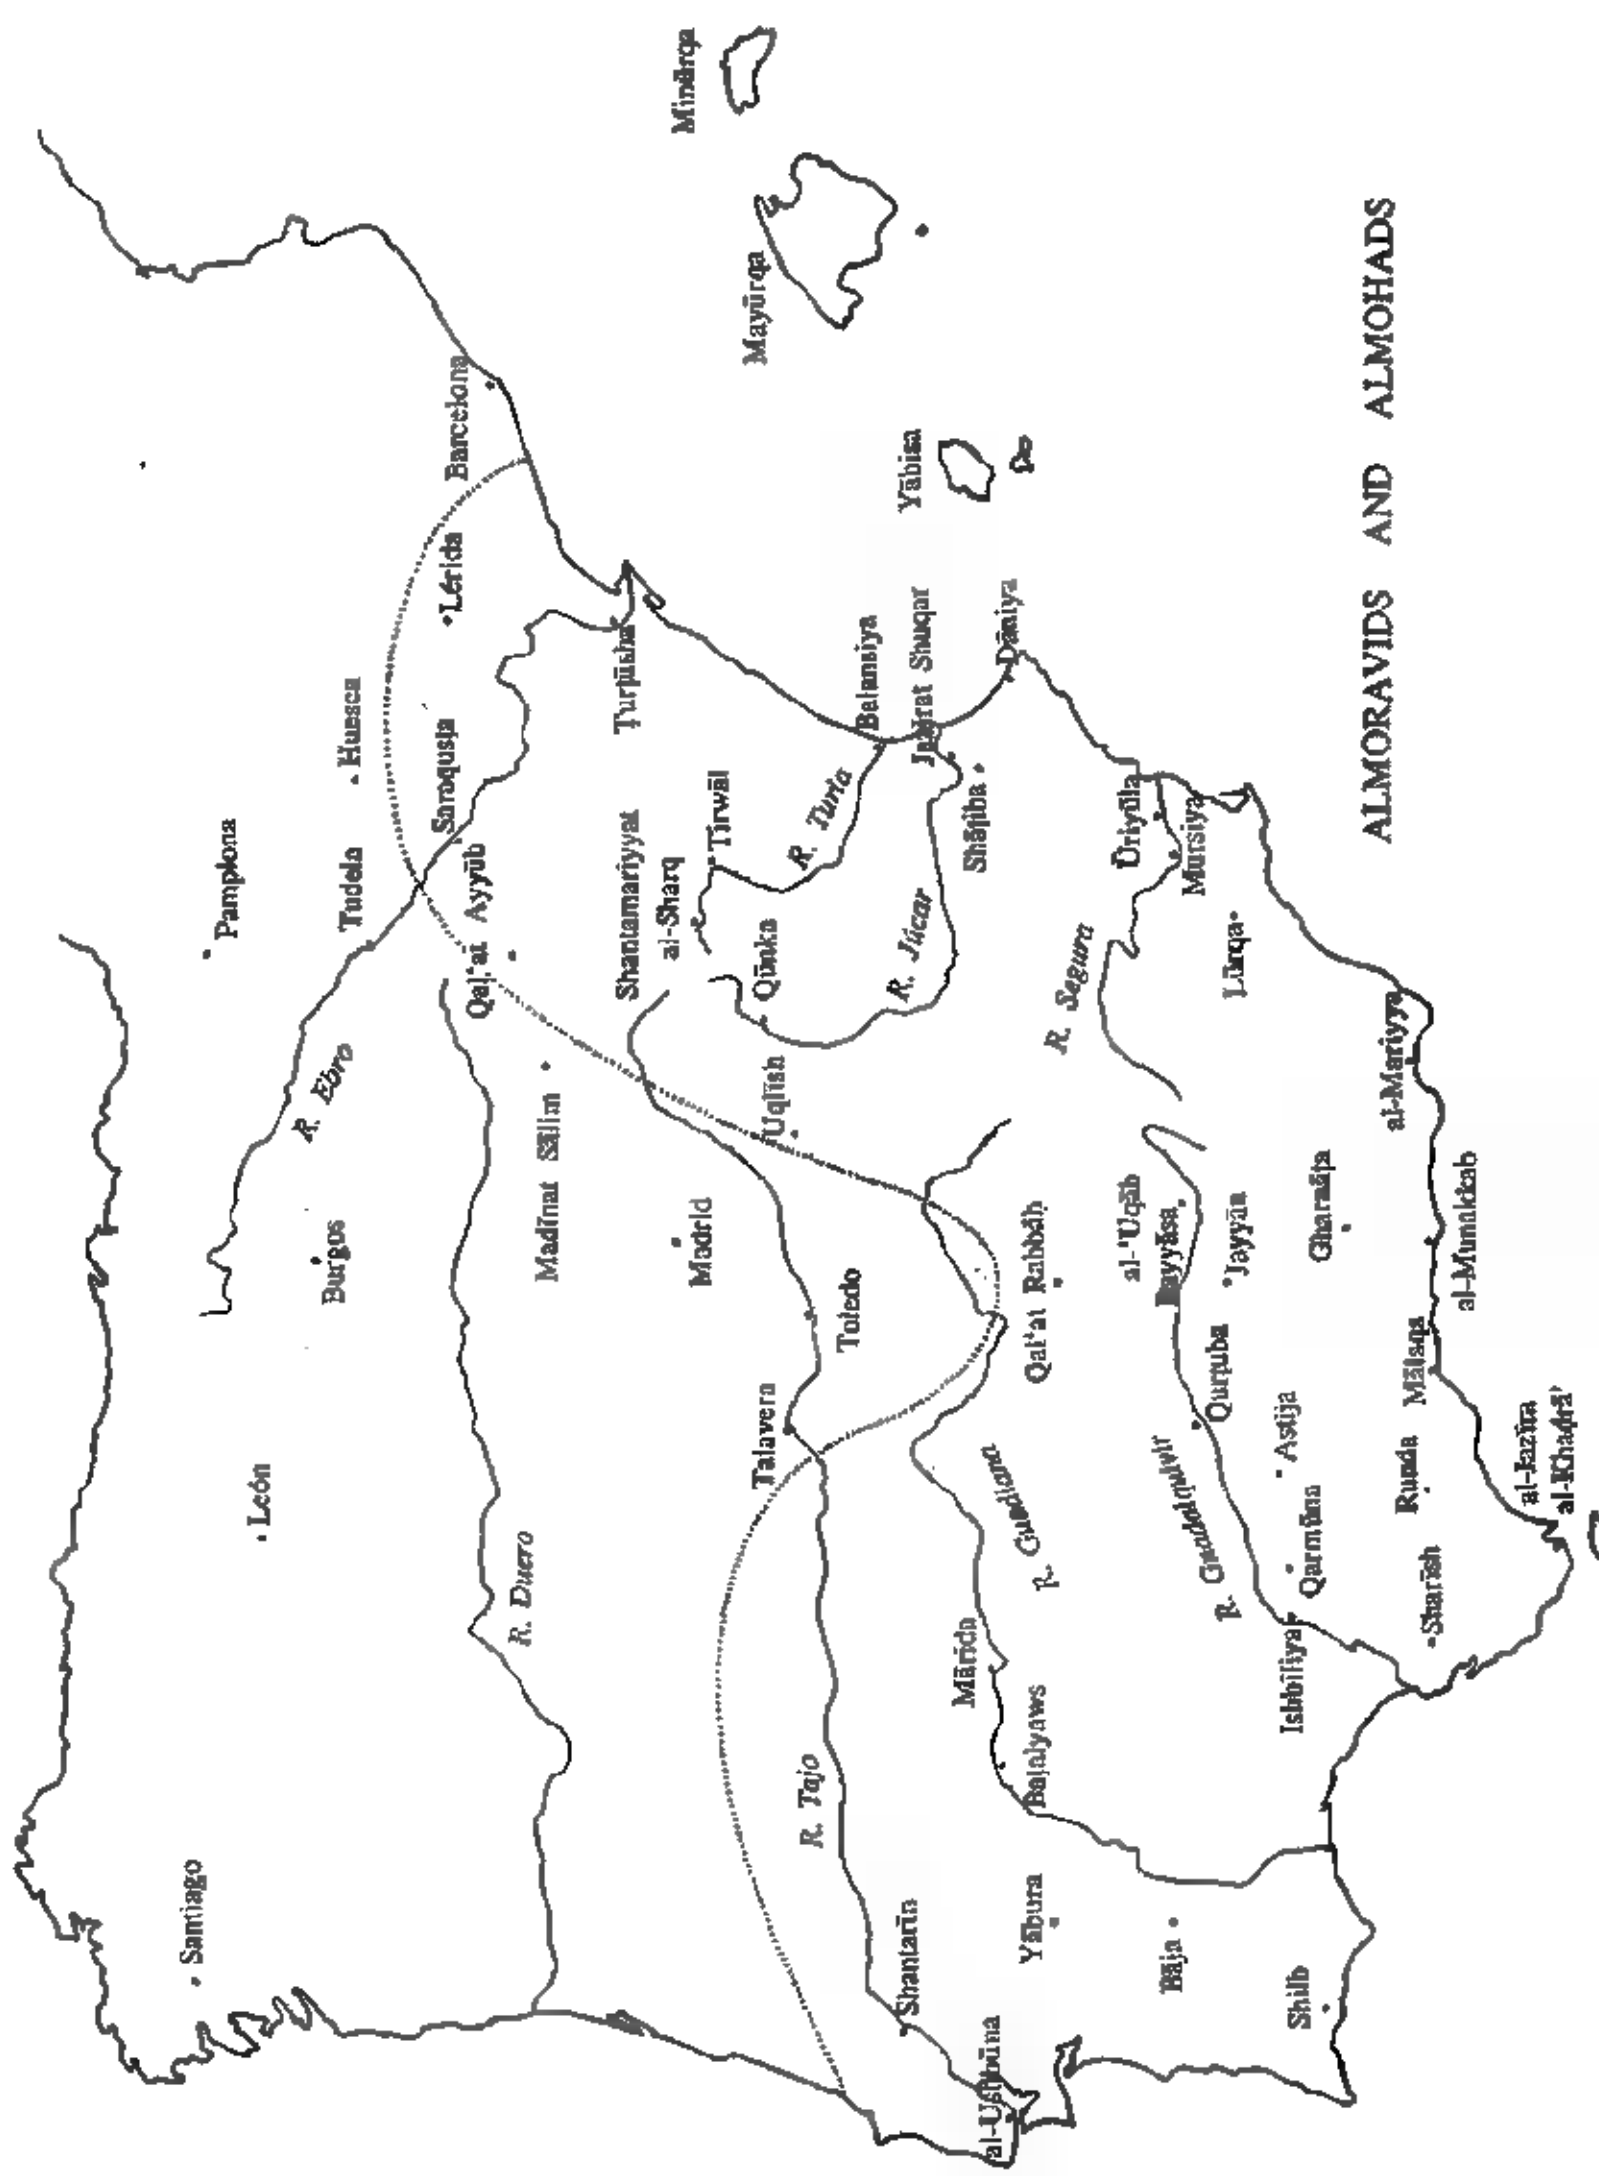 Santiago
León
Burgos
Pamplona
Tudela
Huesca
R. Ebro
Saraqusṭa
Lérida
Barcelona
R. Duero
Madīnat Sālim
Qal‘at Ayyūb
Ṭurṭūsha
Minūrqa
Mayūrqa
Yābisa
Shantamariyyat
al-Sharq
Tīrwāl
Madrid
Talavera
Toledo
Uqlīsh
Qūnka
R. Turia
Balansiya
Jazīrat Shuqar
R. Júcar
Shāṭiba
Dāniya
R. Tajo
Shantarīn
al-Ushbūna
Mārida
R. Guadiana
Baṭalyaws
Yābura
Qal‘at Rabbāḥ
R. Segura
Ūriyūla
Mursiya
Lūrqa
Bāja
Shilb
al-‘Uqāb
Bayyāsa
Jayyān
Qurṭuba
R. Guadalquivir
Astija
Qarmūna
Ishbīliya
Gharnāṭa
al-Mariyya
al-Munakkab
Mālaqa
Runda
Sharīsh
al-Jazīra
al-Khaḍrā’
ALMORAVIDS AND ALMOHADS